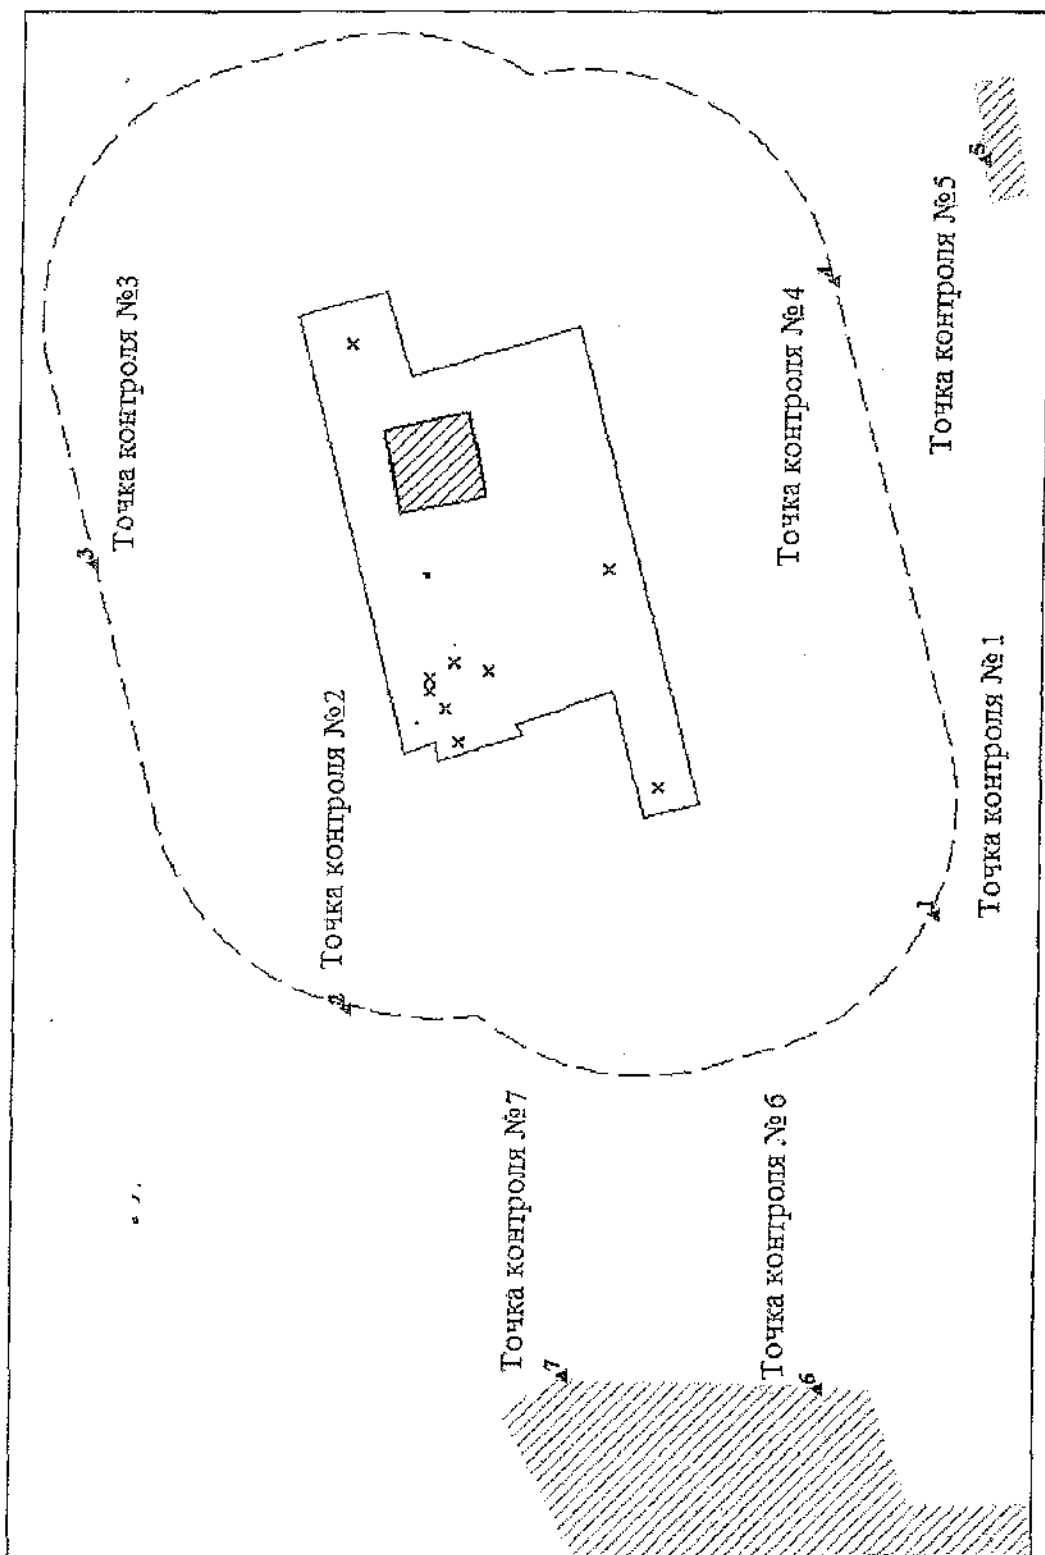 Точка контроля №3
3
Точка контроля №2
2
Точка контроля №4
4
Точка контроля №5
5
Точка контроля №1
1
Точка контроля №7
7
Точка контроля №6
6